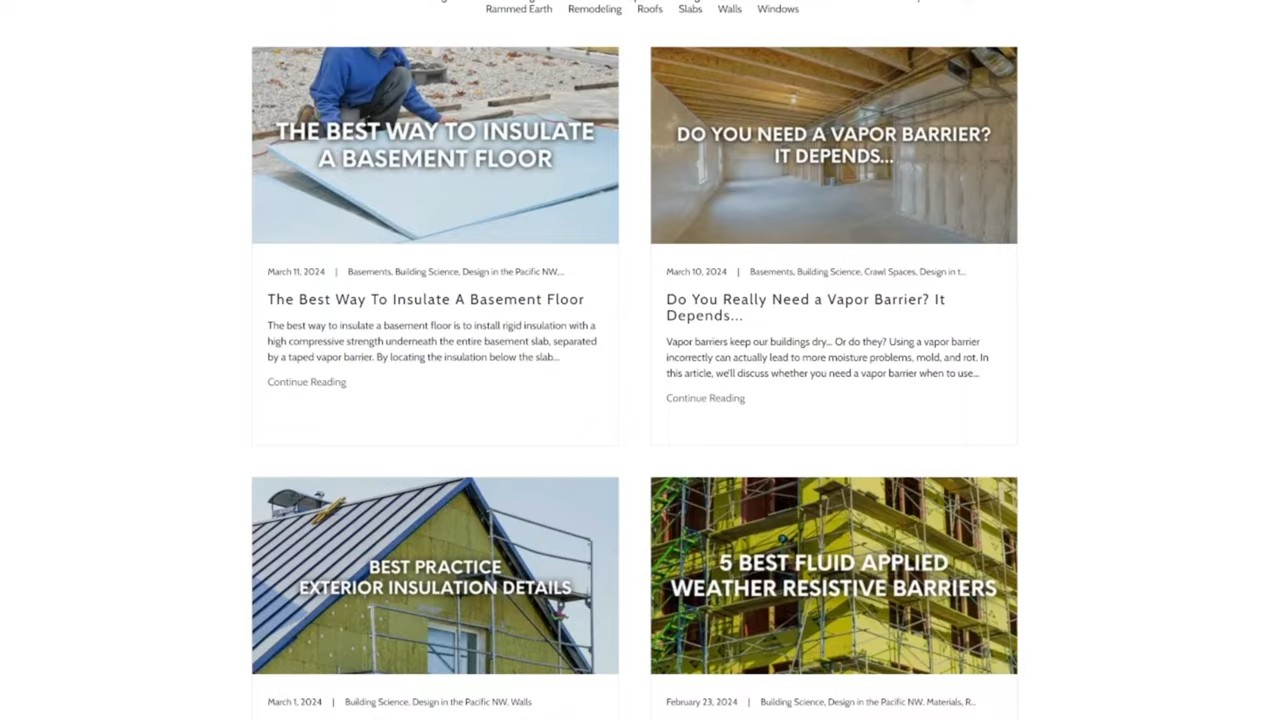 Rammed Earth Remodeling Roofs Slabs Walls Windows
THE BEST WAY TO INSULATE
A BASEMENT FLOOR
March 11, 2024 | Basements, Building Science, Design in the Pacific NW,...
The Best Way To Insulate A Basement Floor
The best way to insulate a basement floor is to install rigid insulation with a
high compressive strength underneath the entire basement slab, separated
by a taped vapor barrier. By locating the insulation below the slab...
Continue Reading
DO YOU NEED A VAPOR BARRIER?
IT DEPENDS...
March 10, 2024 | Basements, Building Science, Crawl Spaces, Design in t...
Do You Really Need a Vapor Barrier? It
Depends...
Vapor barriers keep our buildings dry... Or do they? Using a vapor barrier
incorrectly can actually lead to more moisture problems, mold, and rot. In
this article, we'll discuss whether you need a vapor barrier when to use...
Continue Reading
BEST PRACTICE
EXTERIOR INSULATION DETAILS
March 1, 2024 | Building Science, Design in the Pacific NW, Walls
5 BEST FLUID APPLIED
WEATHER RESISTIVE BARRIERS
February 23, 2024 | Building Science, Design in the Pacific NW, Materials, R...